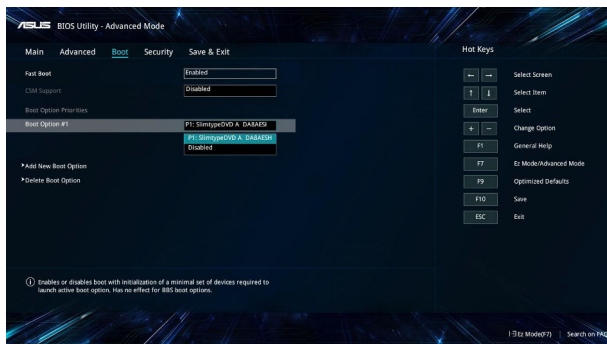 ASUS BIOS Utility - Advanced Mode
Main Advanced Boot Security Save & Exit
Fast Boot Enabled
CSM Support Disabled
Boot Option Priorities
Boot Option #1 P1: SlimtypeDVD A DA8AESI
P1: SlimtypeDVD A DA8AESH
Disabled
Add New Boot Option
Delete Boot Option
Enables or disables boot with initialization of a minimal set of devices required to
launch active boot option. Has no effect for BBS boot options.
Hot Keys
← → Select Screen
↑ ↓ Select Item
Enter Select
+ - Change Option
F1 General Help
F7 Ez Mode/Advanced Mode
F9 Optimized Defaults
F10 Save
ESC Exit
Ez Mode(F7) | Search on FAQ